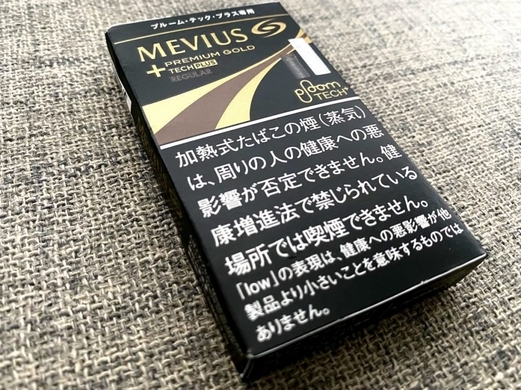 プルーム・テック・プラス専用
MEVIUS
PREMIUM GOLD
+ TECH PLUS
REGULAR
ploom
TECH+
加熱式たばこの煙(蒸気)
は、周りの人の健康への悪
影響が否定できません。健
康増進法で禁じられている
場所では喫煙できません。
「low」の表現は、健康への悪影響が他
製品より小さいことを意味するものでは
ありません。